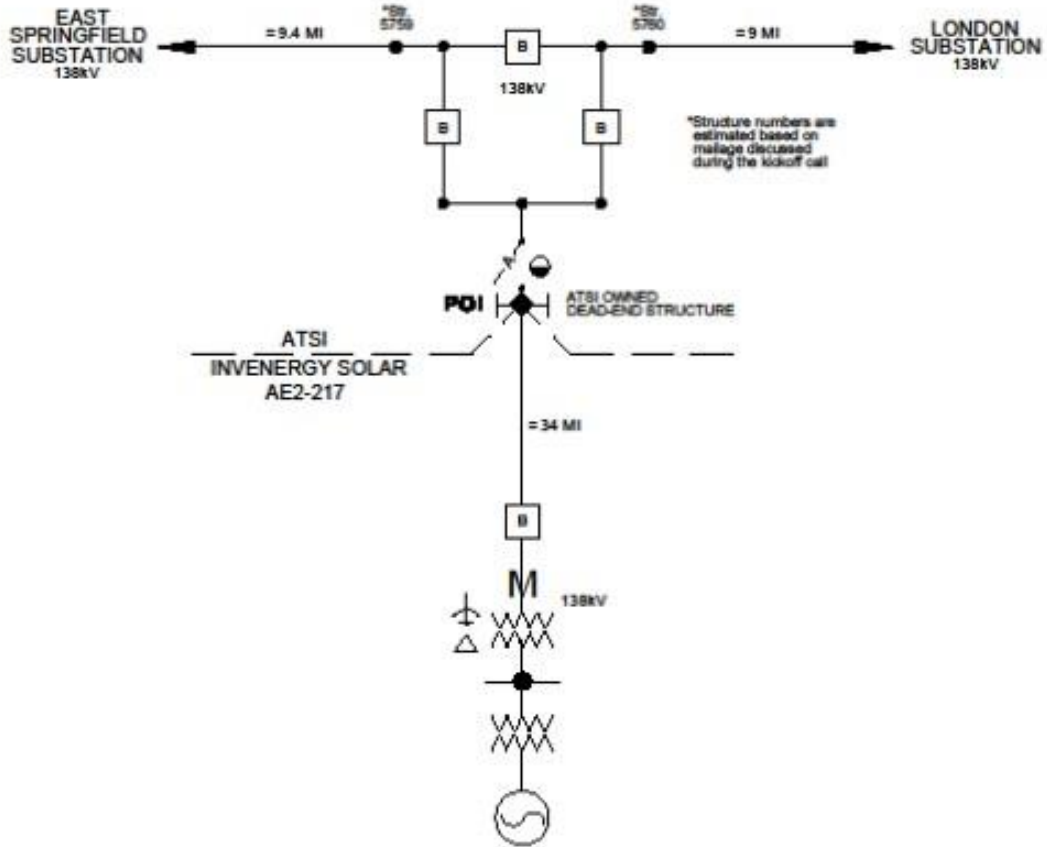 EAST
SPRINGFIELD
SUBSTATION
138kV
= 9.4 MI
*Str.
5759
B
138kV
*Str.
5760
= 9 MI
LONDON
SUBSTATION
138kV
B
B
*Structure numbers are
estimated based on
mailage discussed
during the kickoff call
A
POI
ATSI OWNED
DEAD-END STRUCTURE
ATSI
INVENERGY SOLAR
AE2-217
= 34 MI
B
M
138kV